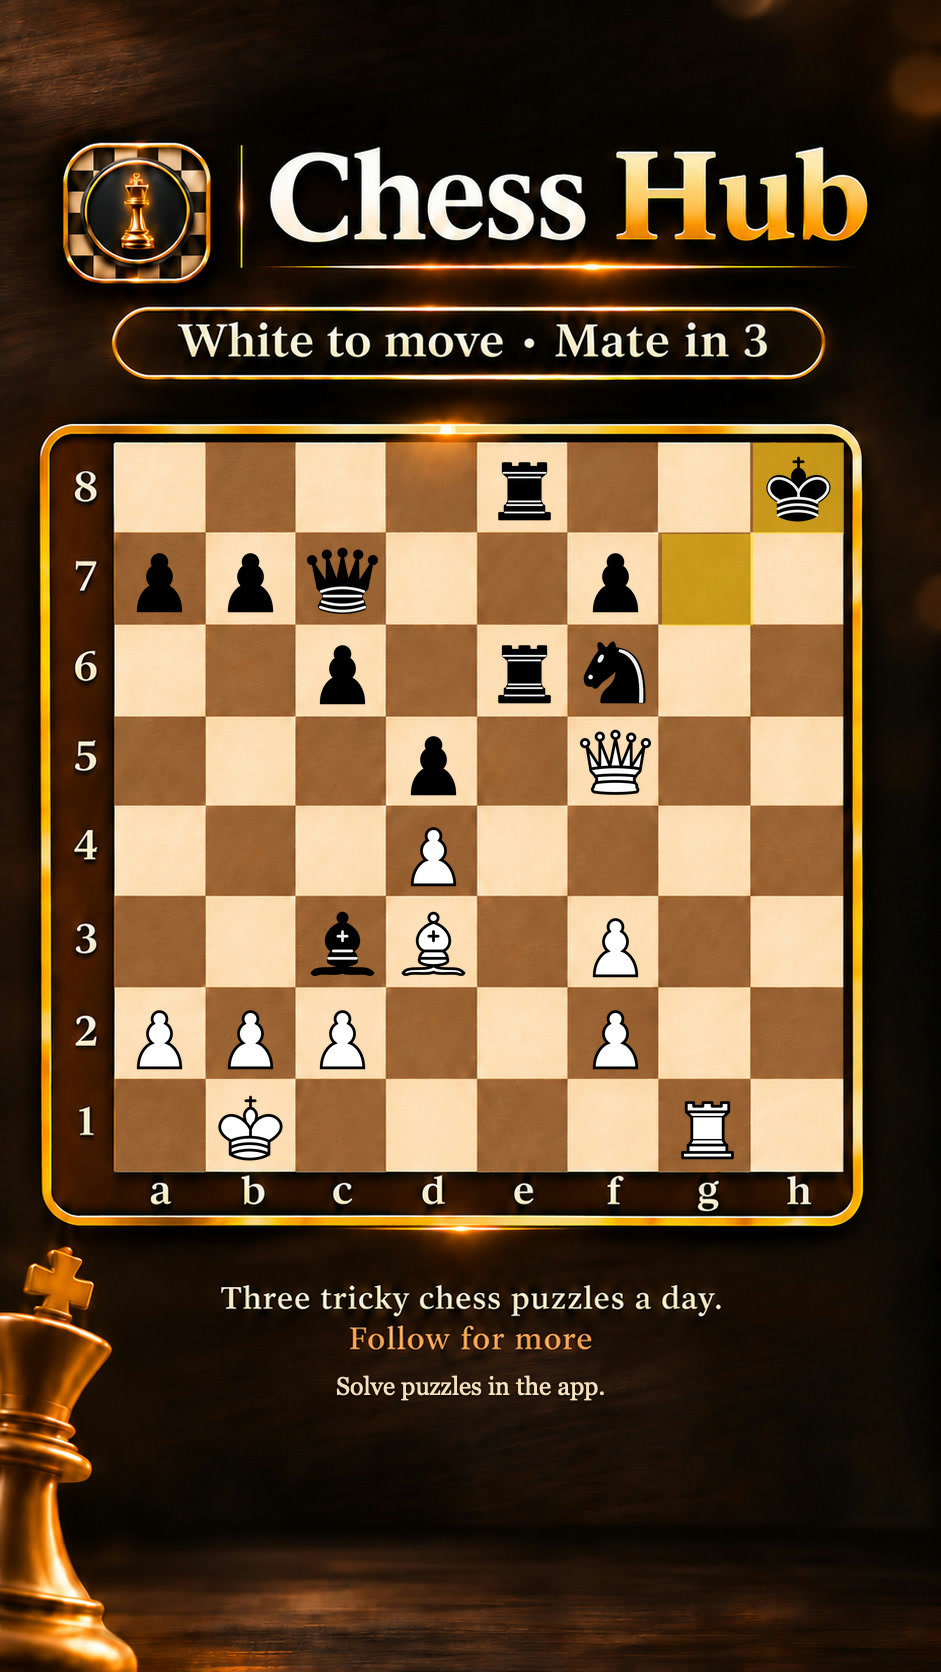 Chess Hub
White to move • Mate in 3
8
7
6
5
4
3
2
1
a b c d e f g h
Three tricky chess puzzles a day.
Follow for more
Solve puzzles in the app.